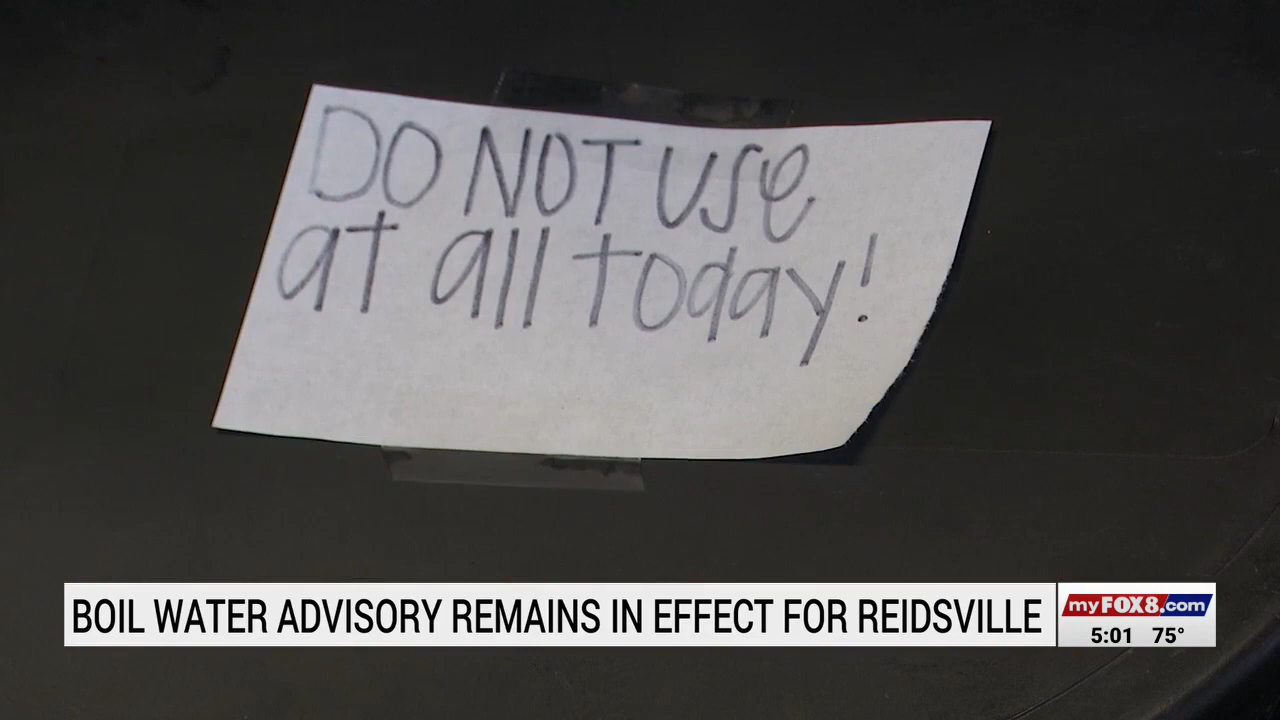 DO NOT use
at all today!
BOIL WATER ADVISORY REMAINS IN EFFECT FOR REIDSVILLE
myFOX8.com
5:01 75°